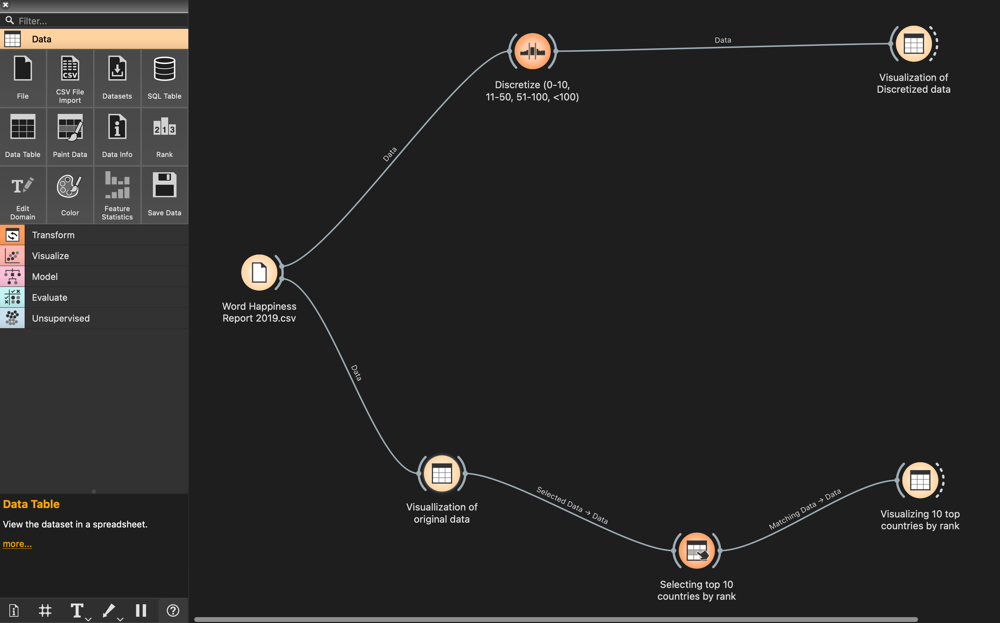 Filter...
Data
File
CSV
CSV File
Import
Datasets
SQL Table
Data Table
Paint Data
Data Info
2 1 3
Rank
Edit
Domain
Color
Feature
Statistics
Save Data
Transform
Visualize
Model
Evaluate
Unsupervised
Data Table
View the dataset in a spreadsheet.
more...
Word Happiness
Report 2019.csv
Data
Discretize (0-10,
11-50, 51-100, <100)
Data
Visualization of
Discretized data
Data
Visuallization of
original data
Selected Data → Data
Selecting top 10
countries by rank
Matching Data → Data
Visualizing 10 top
countries by rank